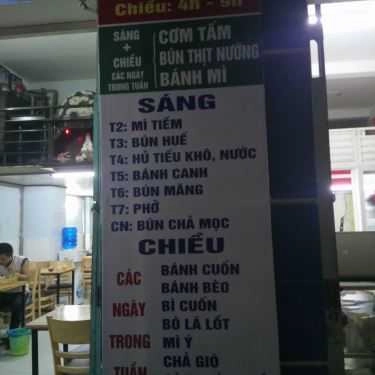 Chiều: 4H - 9H
SÁNG
+
CHIỀU
CÁC NGÀY
TRONG TUẦN
CƠM TẤM
BÚN THỊT NƯỚNG
BÁNH MÌ
SÁNG
T2: MÌ TIỀM
T3: BÚN HUẾ
T4: HỦ TIẾU KHÔ, NƯỚC
T5: BÁNH CANH
T6: BÚN MĂNG
T7: PHỞ
CN: BÚN CHẢ MỌC
CHIỀU
CÁC
NGÀY
TRONG
TUẦN
BÁNH CUỐN
BÁNH BÈO
BÌ CUỐN
BÒ LÁ LỐT
MÌ Ý
CHẢ GIÒ